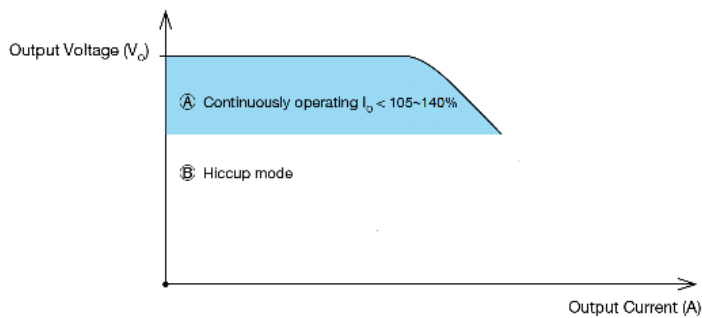 Output Voltage (Vo)
Ⓐ Continuously operating Io < 105~140%
Ⓑ Hiccup mode
Output Current (A)